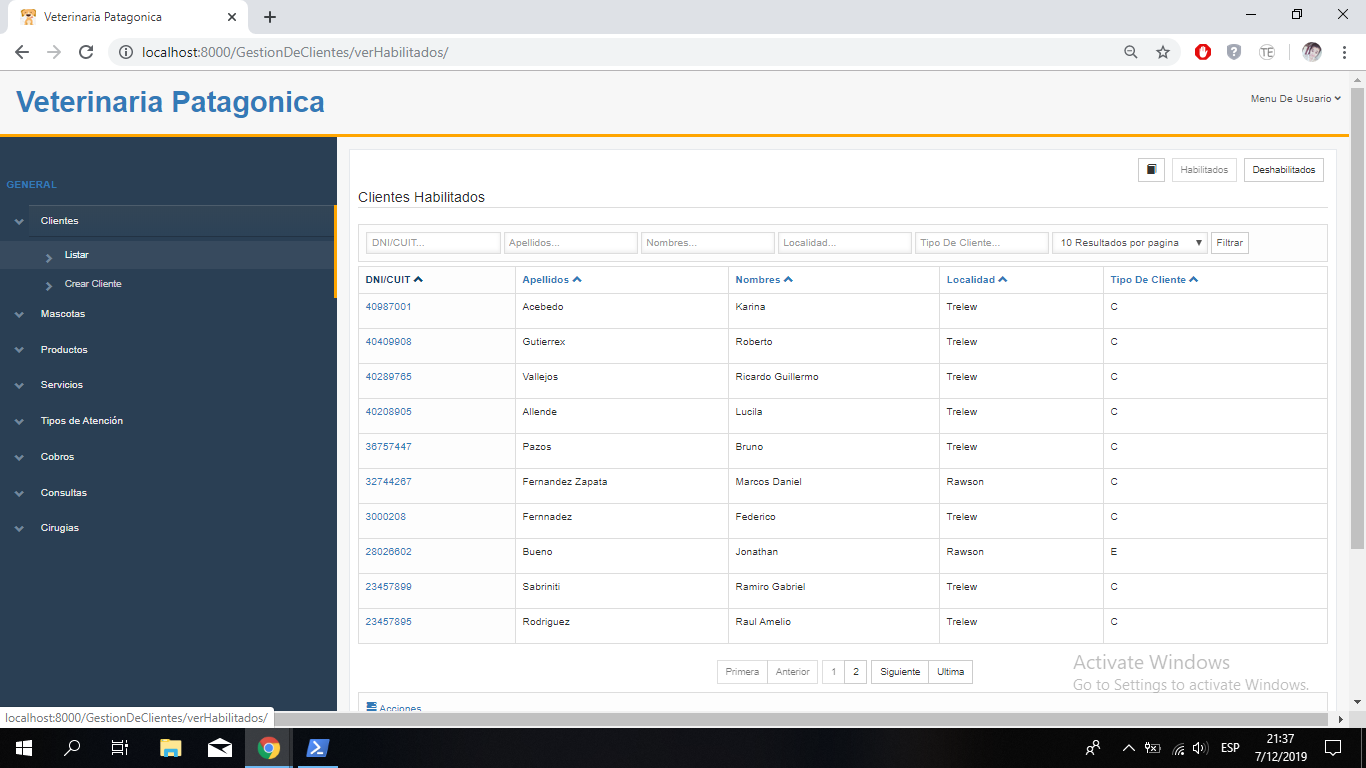 Veterinaria Patagonica
localhost:8000/GestionDeClientes/verHabilitados/
TE
Veterinaria Patagonica
Menu De Usuario
GENERAL
Clientes
Listar
Crear Cliente
Mascotas
Productos
Servicios
Tipos de Atención
Cobros
Consultas
Cirugias
Habilitados Deshabilitados
Clientes Habilitados
DNI/CUIT... Apellidos... Nombres... Localidad... Tipo De Cliente... 10 Resultados por pagina Filtrar
DNI/CUIT Apellidos Nombres Localidad Tipo De Cliente
40987001 Acebedo Karina Trelew C
40409908 Gutierrex Roberto Trelew C
40289765 Vallejos Ricardo Guillermo Trelew C
40208905 Allende Lucila Trelew C
36757447 Pazos Bruno Trelew C
32744267 Fernandez Zapata Marcos Daniel Rawson C
3000208 Fernnadez Federico Trelew C
28026602 Bueno Jonathan Rawson E
23457899 Sabriniti Ramiro Gabriel Trelew C
23457895 Rodriguez Raul Amelio Trelew C
Primera Anterior 1 2 Siguiente Ultima
Activate Windows
Go to Settings to activate Windows.
Acciones
localhost:8000/GestionDeClientes/verHabilitados/
ESP
21:37
7/12/2019